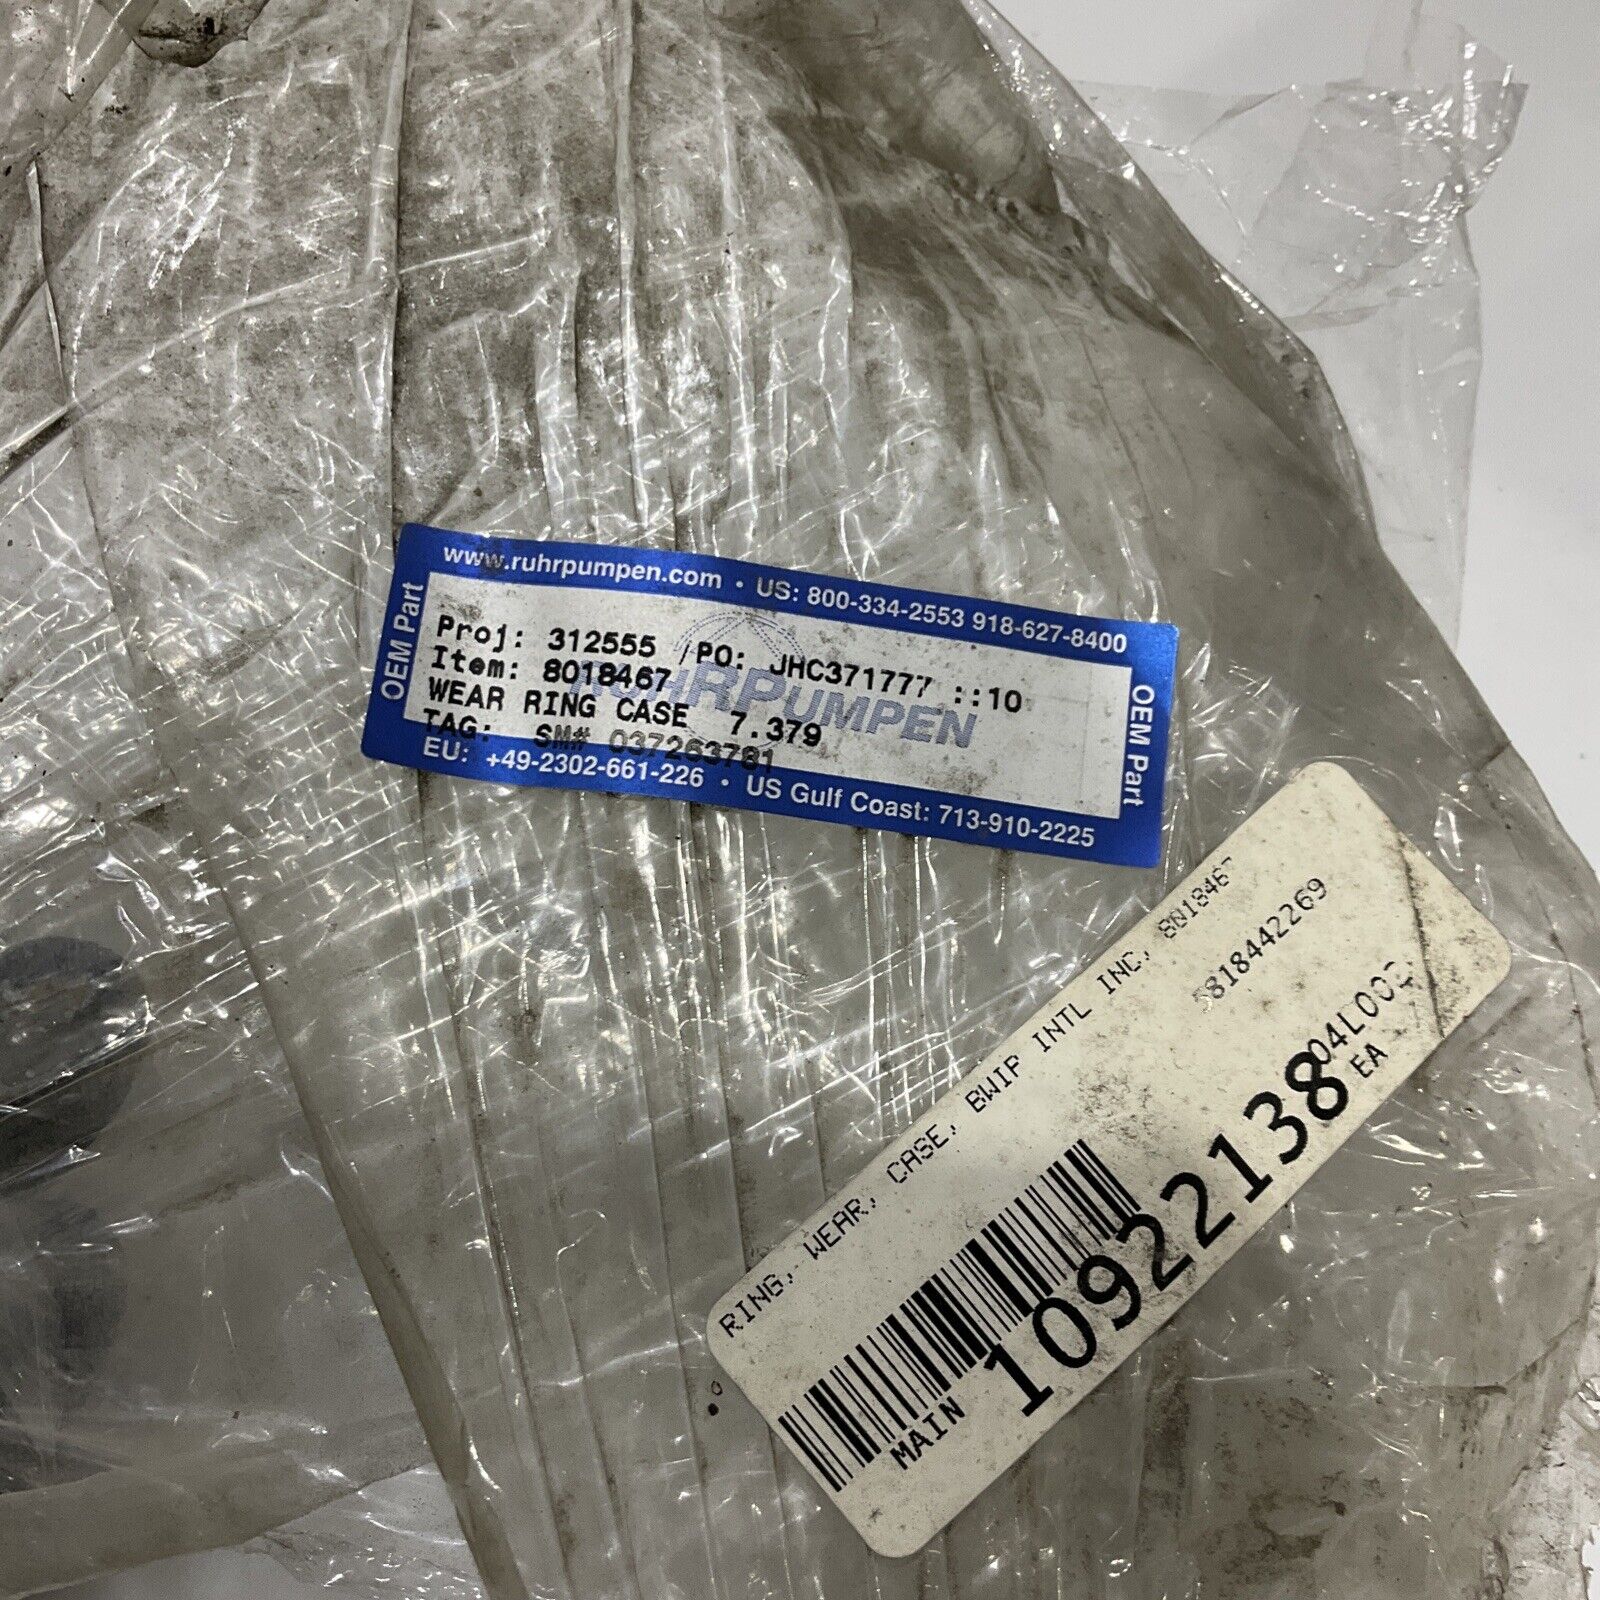 www.ruhrpumpen.com • US: 800-334-2553 918-627-8400
OEM Part
Proj: 312555 /PO: JHC371777 ::10
Item: 8018467
RUHRPUMPEN
WEAR RING CASE 7.379
TAG: SM# 037263781
OEM Part
EU: +49-2302-661-226 • US Gulf Coast: 713-910-2225
RING, WEAR, CASE, BWIP INTL INC, 8018467
MAIN
10922138
EA